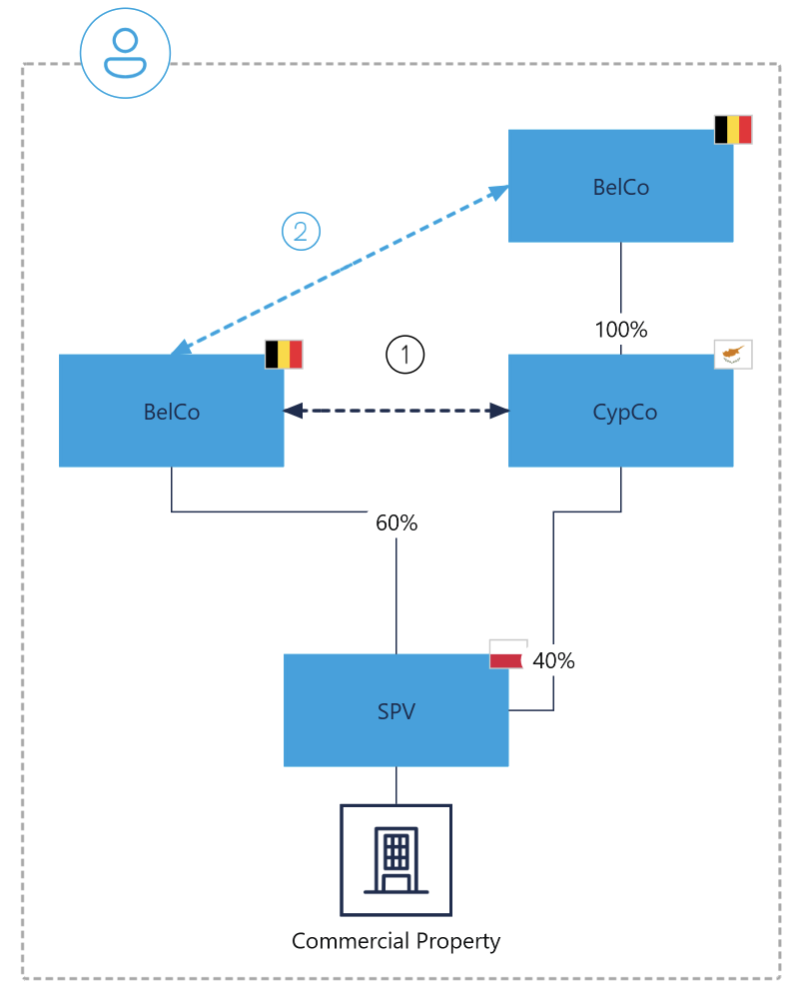 BelCo
2
100%
1
BelCo
CypCo
60%
40%
SPV
Commercial Property